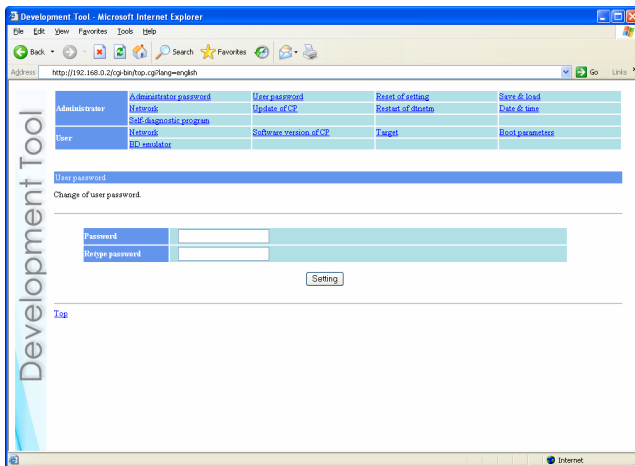 Development Tool - Microsoft Internet Explorer
File Edit View Favorites Tools Help
Back Search Favorites
Address http://192.168.0.2/cgi-bin/top.cgi?lang=english Go Links
Development Tool
Administrator Administrator password User password Reset of setting Save & load
Network Update of CP Restart of dtnetm Date & time
Self-diagnostic program
User Network Software version of CP Target Boot parameters
BD emulator
User password
Change of user password.
Password
Retype password
Setting
Top
Internet